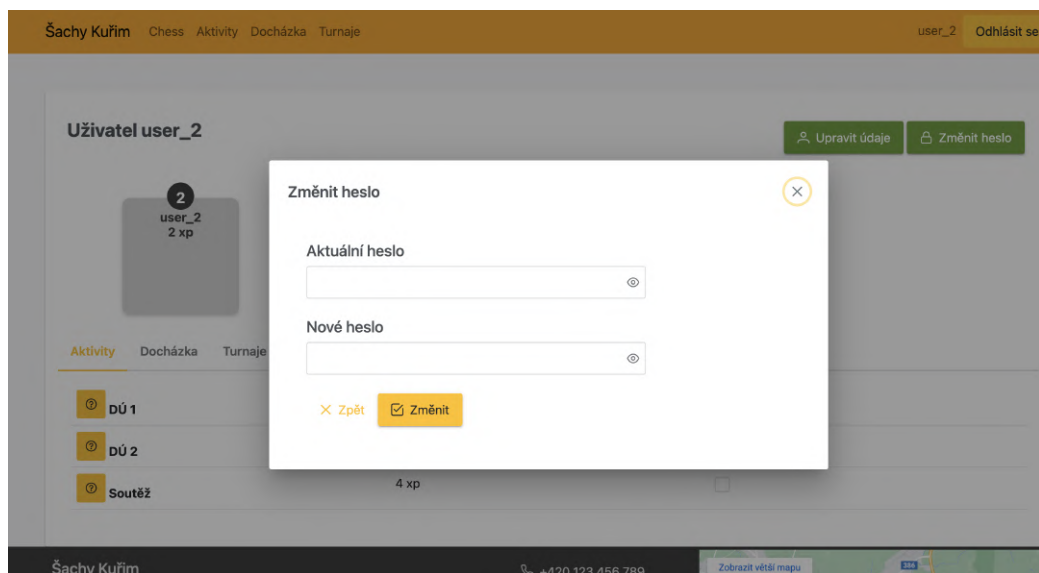 Šachy Kuřim Chess Aktivity Docházka Turnaje user_2 Odhlásit se
Uživatel user_2
Upravit údaje Změnit heslo
2
user_2
2 xp
Změnit heslo
Aktuální heslo
Nové heslo
Zpět Změnit
Aktivity Docházka Turnaje
DÚ 1
DÚ 2
Soutěž 4 xp
Šachy Kuřim +420 123 456 789 Zobrazit větší mapu 386